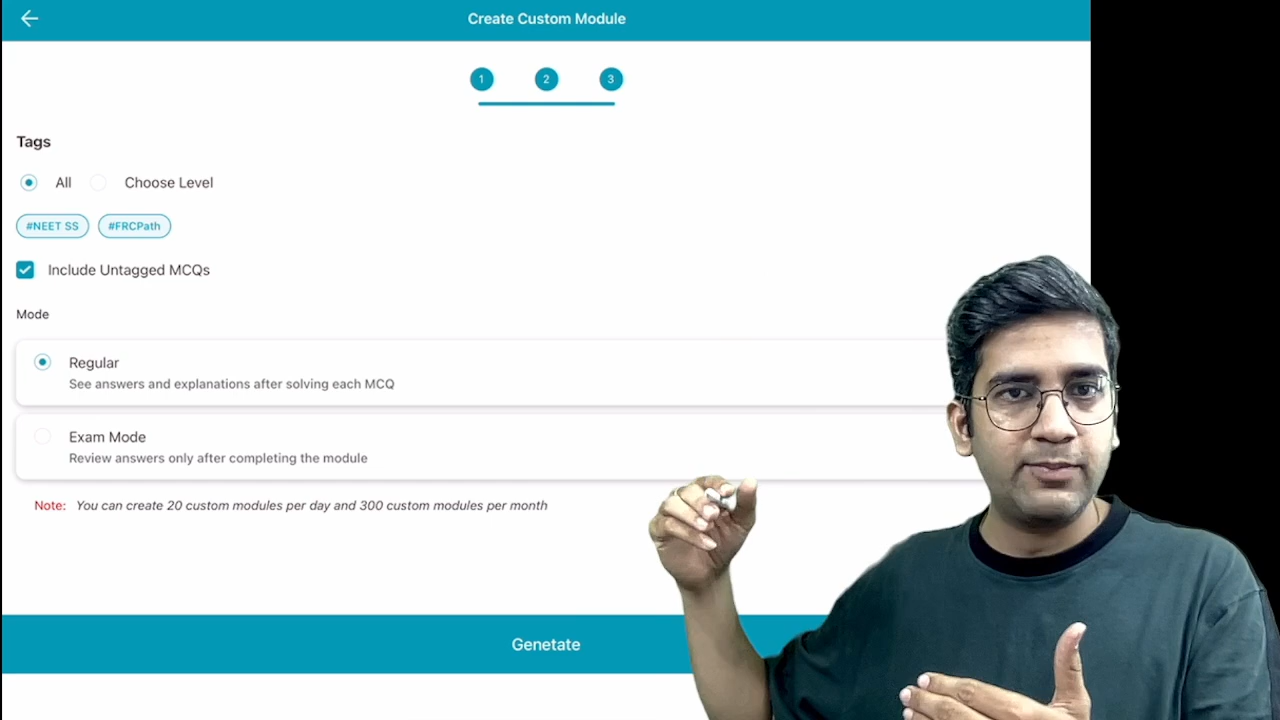 Create Custom Module
1 2 3
Tags
All Choose Level
#NEET SS #FRCPath
Include Untagged MCQs
Mode
Regular
See answers and explanations after solving each MCQ
Exam Mode
Review answers only after completing the module
Note: You can create 20 custom modules per day and 300 custom modules per month
Genetate